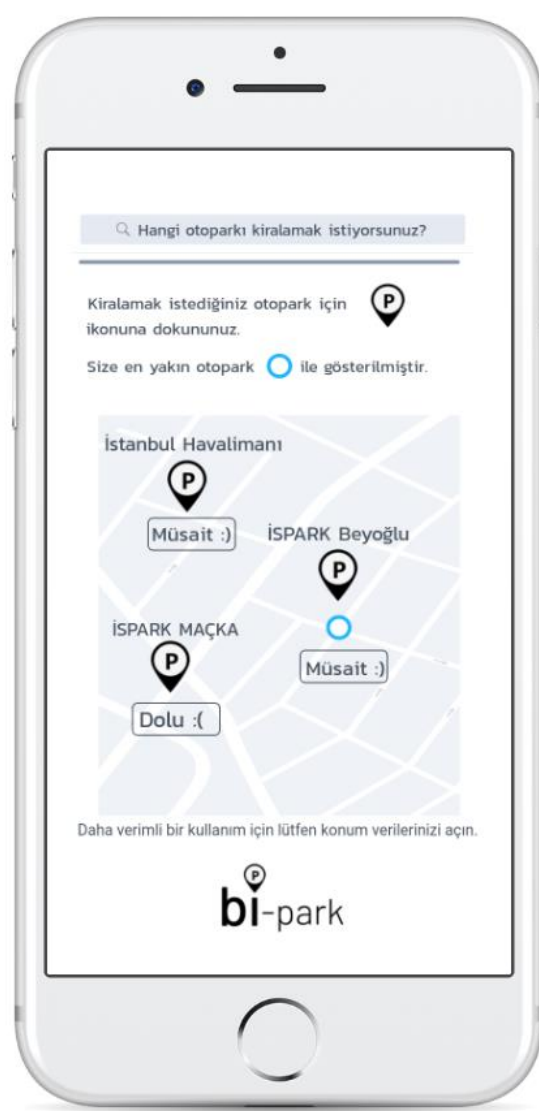 Hangi otoparkı kiralamak istiyorsunuz?
Kiralamak istediğiniz otopark için P
ikonuna dokununuz.
Size en yakın otopark ile gösterilmiştir.
İstanbul Havalimanı
P
Müsait :)
İSPARK Beyoğlu
P
Müsait :)
İSPARK MAÇKA
P
Dolu :(
Daha verimli bir kullanım için lütfen konum verilerinizi açın.
P
bi-park